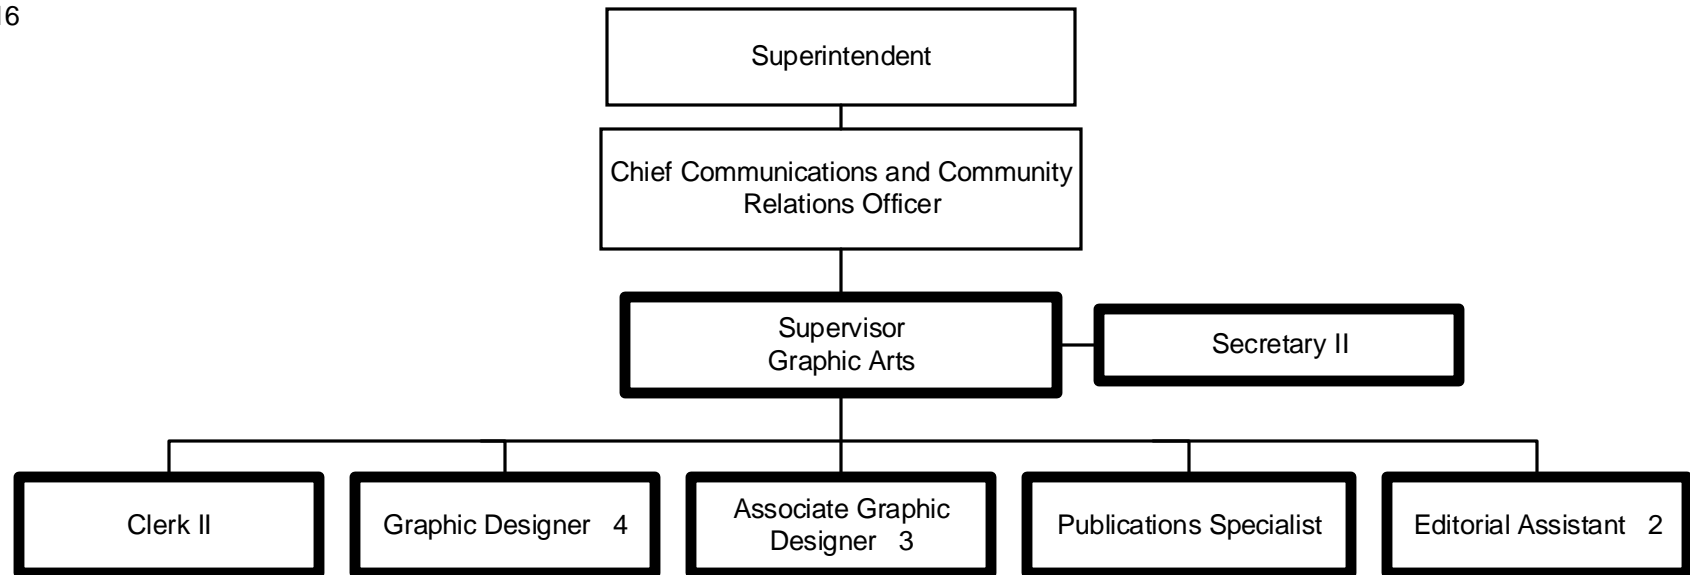 16
Superintendent
Chief Communications and Community
Relations Officer
Supervisor
Graphic Arts
Secretary II
Clerk II
Graphic Designer 4
Associate Graphic
Designer 3
Publications Specialist
Editorial Assistant 2